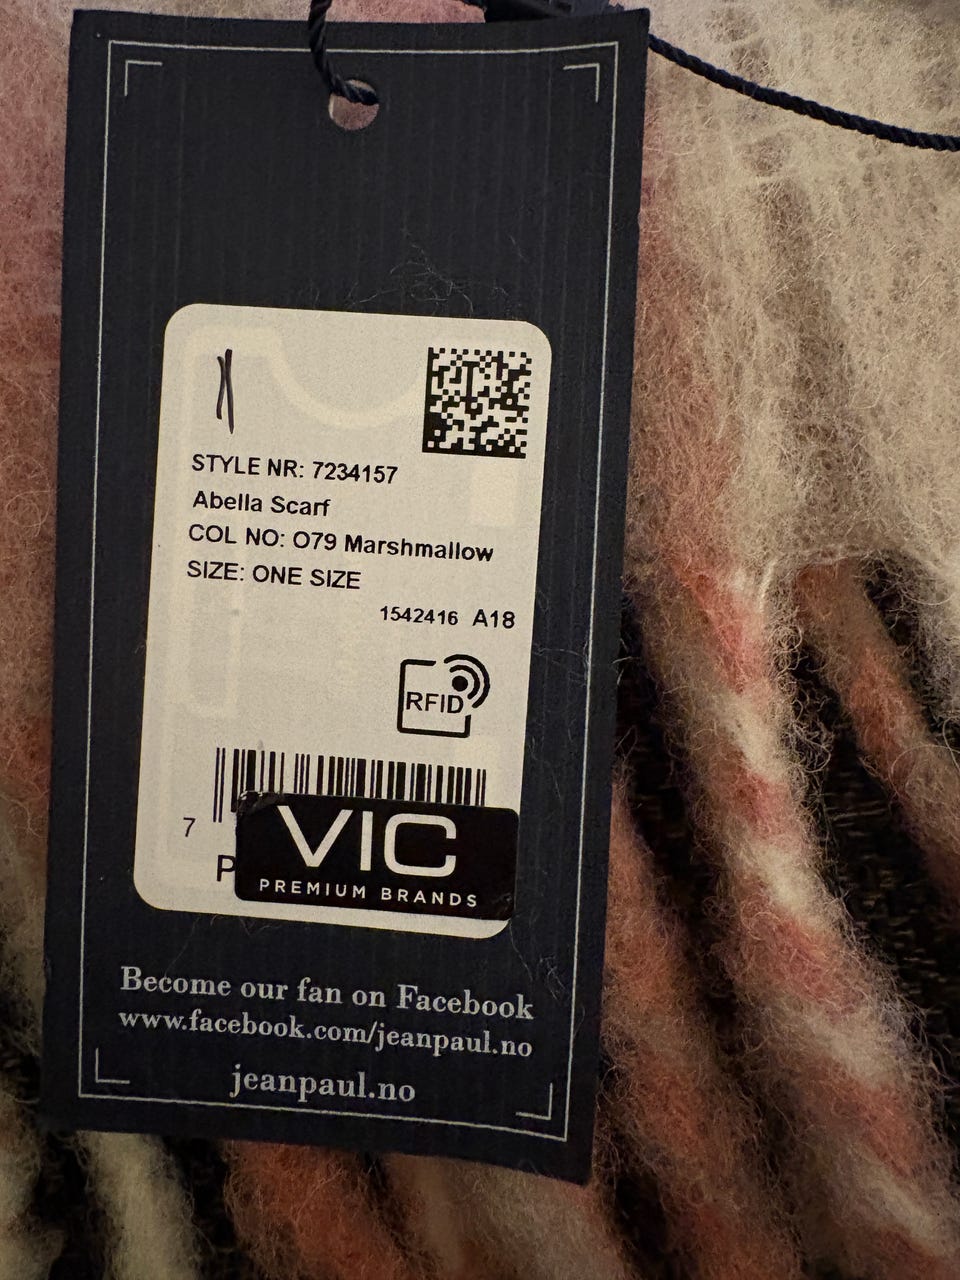 STYLE NR: 7234157
Abella Scarf
COL NO: O79 Marshmallow
SIZE: ONE SIZE
1542416 A18
RFID
7
P
VIC
PREMIUM BRANDS
Become our fan on Facebook
www.facebook.com/jeanpaul.no
jeanpaul.no